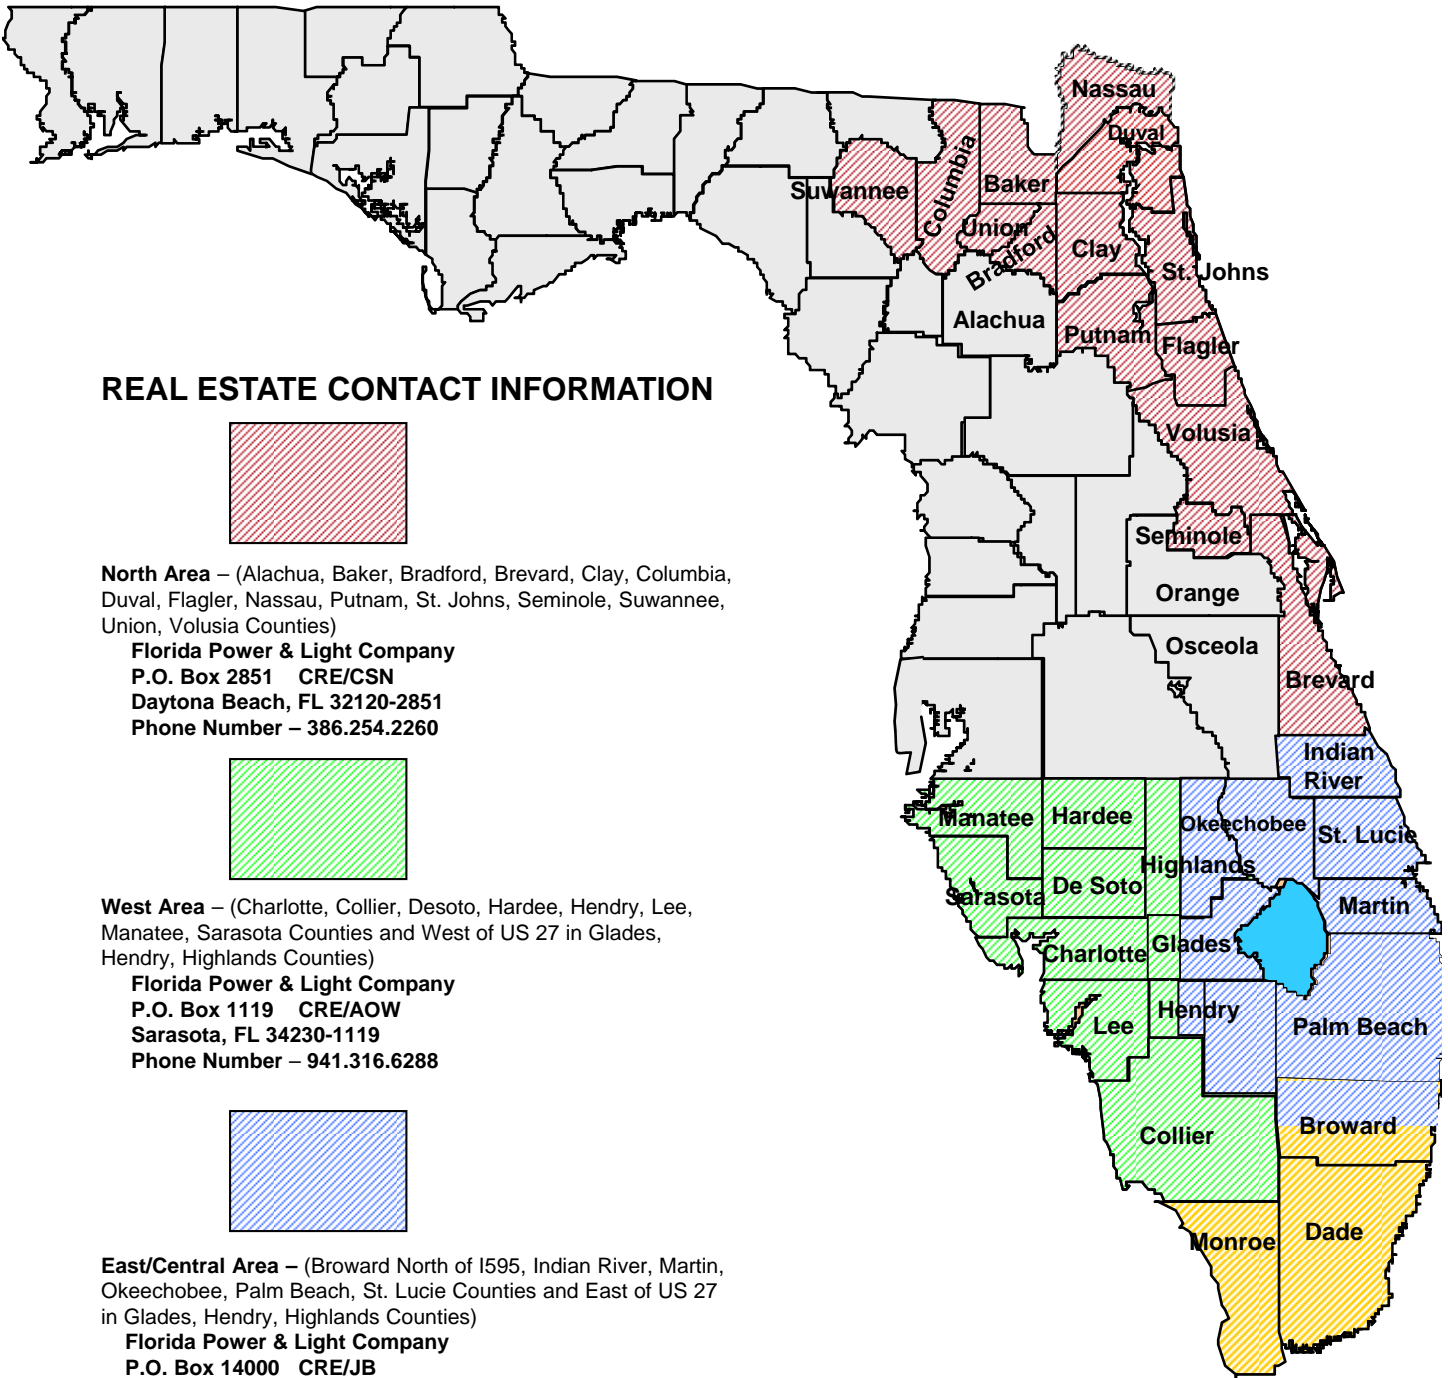 Nassau
Duval
Columbia
Baker
Suwannee
Union
Bradford
Clay
St. Johns
Alachua
Putnam
Flagler
REAL ESTATE CONTACT INFORMATION
Volusia
Seminole
North Area – (Alachua, Baker, Bradford, Brevard, Clay, Columbia,
Duval, Flagler, Nassau, Putnam, St. Johns, Seminole, Suwannee,
Union, Volusia Counties)
Florida Power & Light Company
P.O. Box 2851 CRE/CSN
Daytona Beach, FL 32120-2851
Phone Number – 386.254.2260
Orange
Osceola
Brevard
Indian
River
Manatee
Hardee
Okeechobee
St. Lucie
Highlands
Sarasota
De Soto
Martin
West Area – (Charlotte, Collier, Desoto, Hardee, Hendry, Lee,
Manatee, Sarasota Counties and West of US 27 in Glades,
Hendry, Highlands Counties)
Florida Power & Light Company
P.O. Box 1119 CRE/AOW
Sarasota, FL 34230-1119
Phone Number – 941.316.6288
Charlotte
Glades
Lee
Hendry
Palm Beach
Collier
Broward
Monroe
Dade
East/Central Area – (Broward North of I595, Indian River, Martin,
Okeechobee, Palm Beach, St. Lucie Counties and East of US 27
in Glades, Hendry, Highlands Counties)
Florida Power & Light Company
P.O. Box 14000 CRE/JB